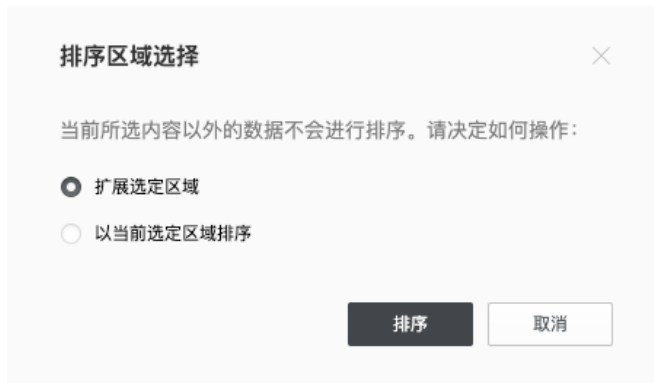 排序区域选择
当前所选内容以外的数据不会进行排序。请决定如何操作：
扩展选定区域
以当前选定区域排序
排序
取消